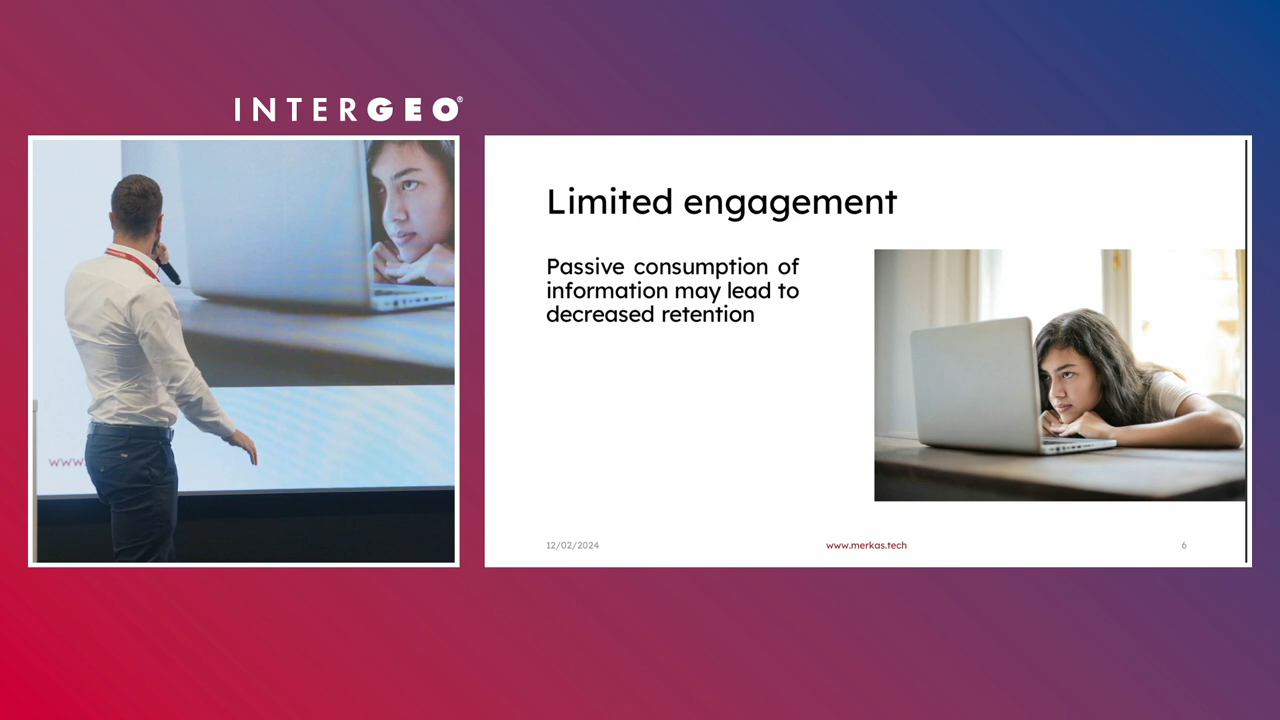 INTERGEO®
www
Limited engagement
Passive consumption of
information may lead to
decreased retention
12/02/2024
www.merkas.tech
6